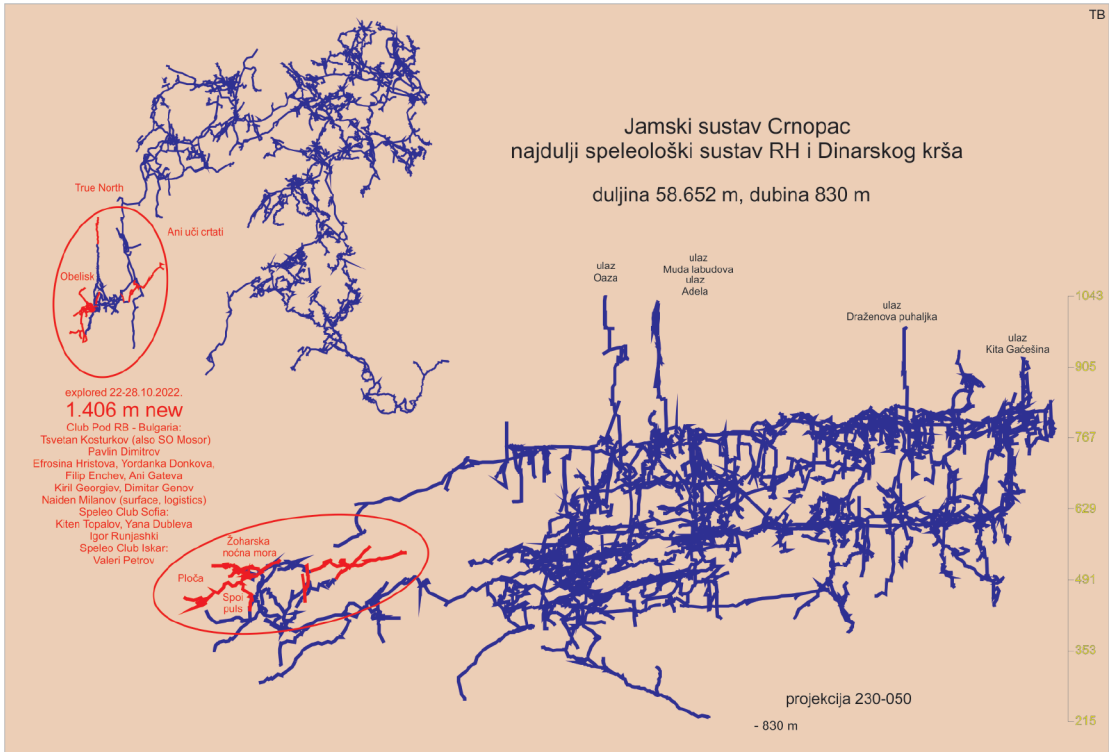 TB
Jamski sustav Crnopac
najdulji speleološki sustav RH i Dinarskog krša
duljina 58.652 m, dubina 830 m
True North
Ani uči crtati
Obelisk
explored 22-28.10.2022.
1.406 m new
Club Pod RB - Bulgaria:
Tsvetan Kosturkov (also SO Mosor)
Pavlin Dimitrov
Efrosina Hristova, Yordanka Donkova,
Filip Enchev, Ani Gateva
Kiril Georgiev, Dimitar Genov
Naiden Milanov (surface, logistics)
Speleo Club Sofia:
Kiten Topalov, Yana Dubleva
Igor Runjashki
Speleo Club Iskar:
Valeri Petrov
ulaz
Oaza
ulaz
Muda labudova
ulaz
Adela
ulaz
Draženova puhaljka
ulaz
Kita Gaćešina
1043
905
767
629
491
353
215
Žoharska
noćna mora
Ploča
Spoj
puls
projekcija 230-050
- 830 m